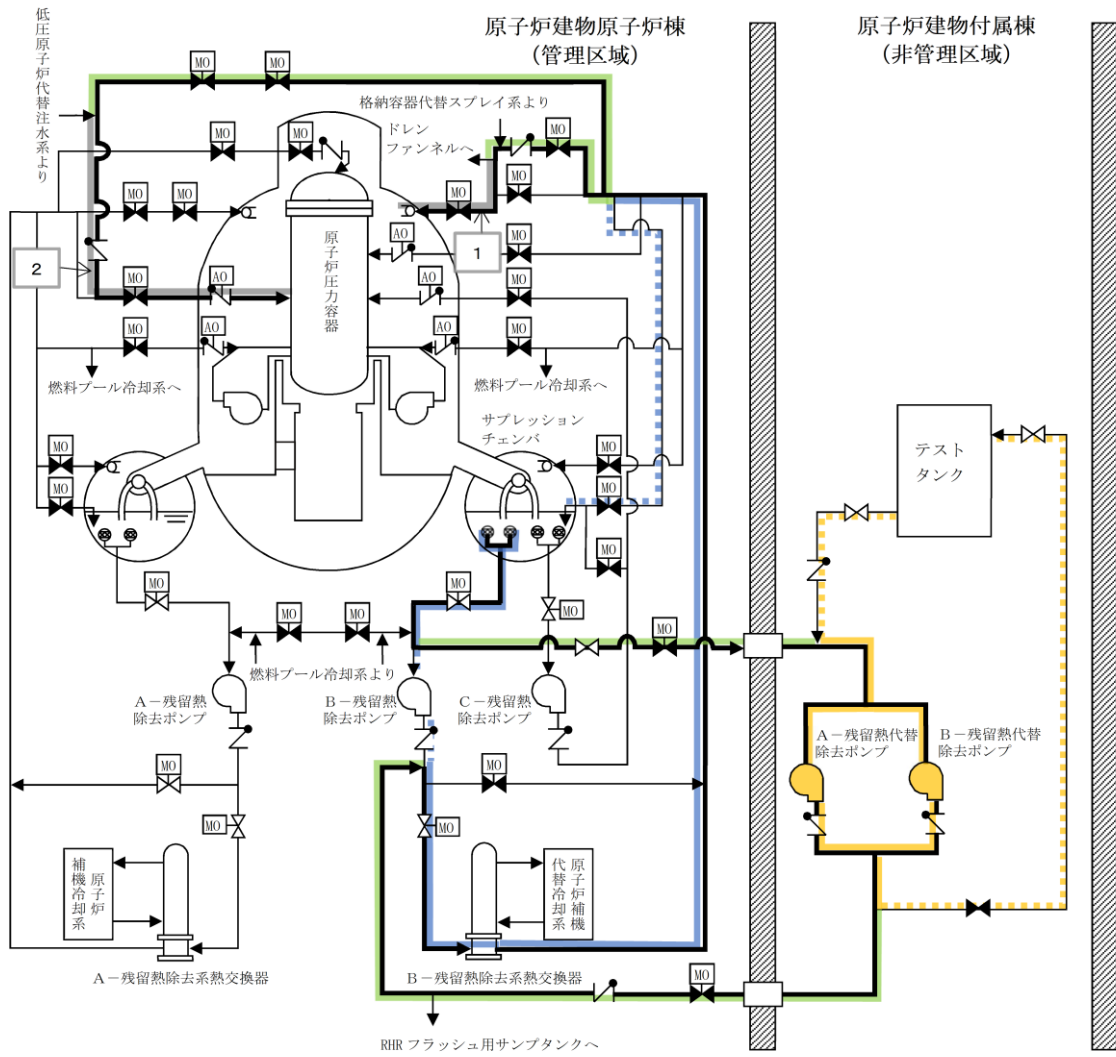 原子炉建物原子炉棟
(管理区域)
原子炉建物付属棟
(非管理区域)
低圧原子炉代替
注水系より
MO
MO
格納容器代替スプレイ系より
ドレン
ファンネルへ
MO
MO
MO
MO
MO
MO
MO
MO
1
2
原子炉圧力容器
AO
MO
MO
AO
AO
MO
MO
AO
AO
MO
燃料プール冷却系へ
燃料プール冷却系へ
サプレッション
チェンバ
MO
MO
MO
MO
MO
テスト
タンク
MO
MO
MO
MO
MO
MO
燃料プール冷却系より
A-残留熱
除去ポンプ
B-残留熱
除去ポンプ
C-残留熱
除去ポンプ
A-残留熱代替
除去ポンプ
B-残留熱代替
除去ポンプ
MO
MO
MO
MO
原子炉
補機冷却系
原子炉補機
代替冷却系
A-残留熱除去系熱交換器
B-残留熱除去系熱交換器
MO
RHRフラッシュ用サンプタンクへ